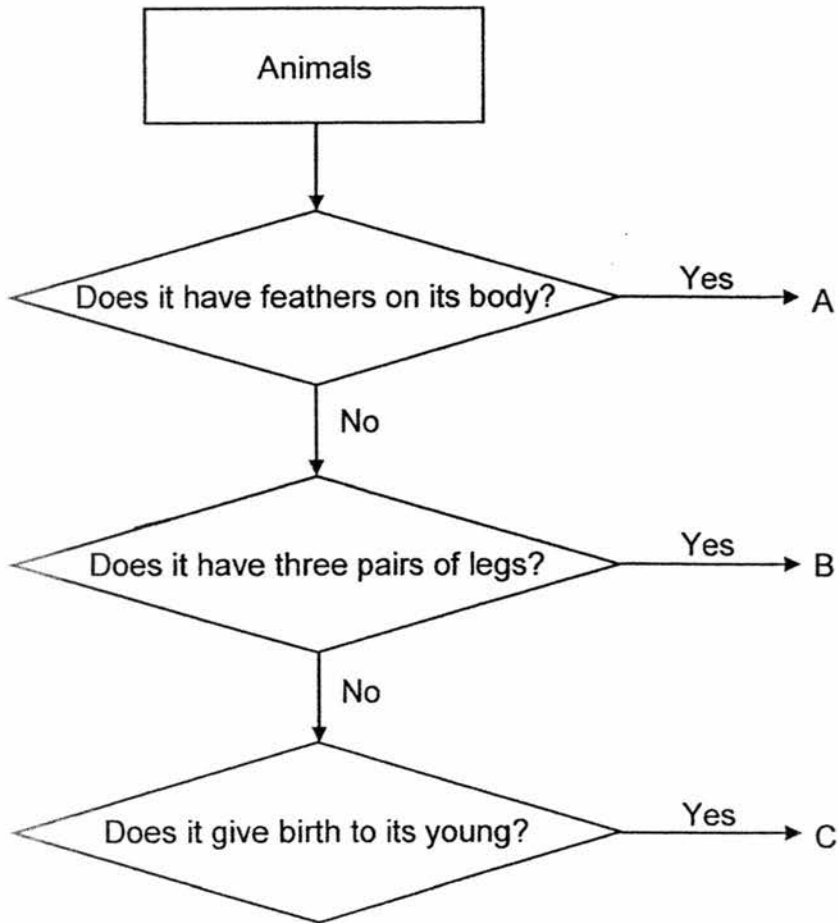 Animals
Does it have feathers on its body?
Yes
A
No
Does it have three pairs of legs?
Yes
B
No
Does it give birth to its young?
Yes
C